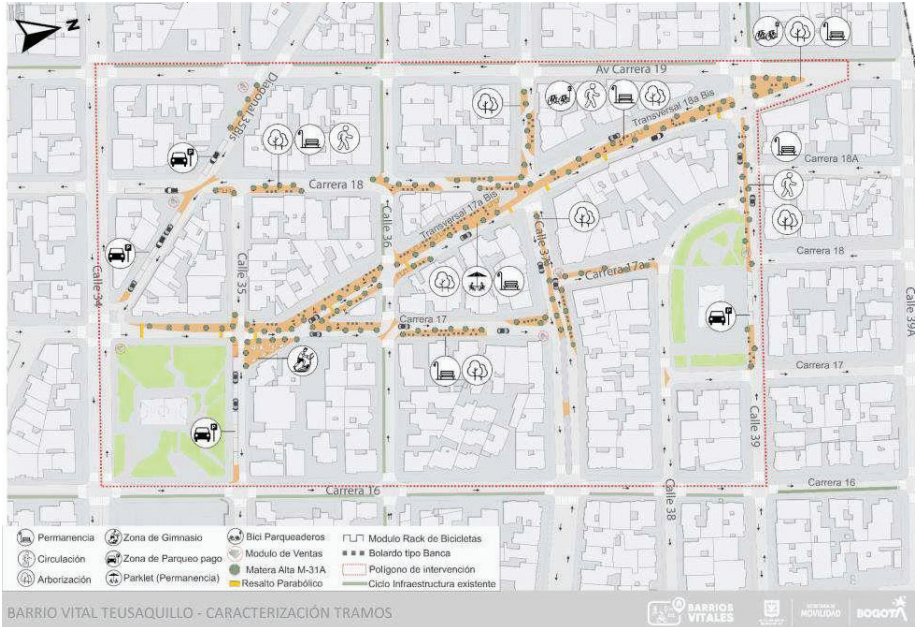 N
Av Carrera 19
Diagonal 35Bis
Transversal 18a Bis
Carrera 18A
Carrera 18
Calle 36
Transversal 17a Bis
Carrera 17a
Carrera 18
Calle 34
Calle 35
Carrera 17
Calle 39A
Carrera 17
Calle 39
Carrera 16
Calle 38
Carrera 16
Permanencia
Circulación
Arborización
Zona de Gimnasio
Zona de Parqueo pago
Parklet (Permanencia)
Bici Parqueaderos
Modulo de Ventas
Matera Alta M-31A
Resalto Parabólico
Modulo Rack de Bicicletas
Bolardo tipo Banca
Polígono de intervención
Ciclo Infraestructura existente
BARRIO VITAL TEUSAQUILLO - CARACTERIZACIÓN TRAMOS
BARRIOS
VITALES
MOVILIDAD
BOGOTÁ